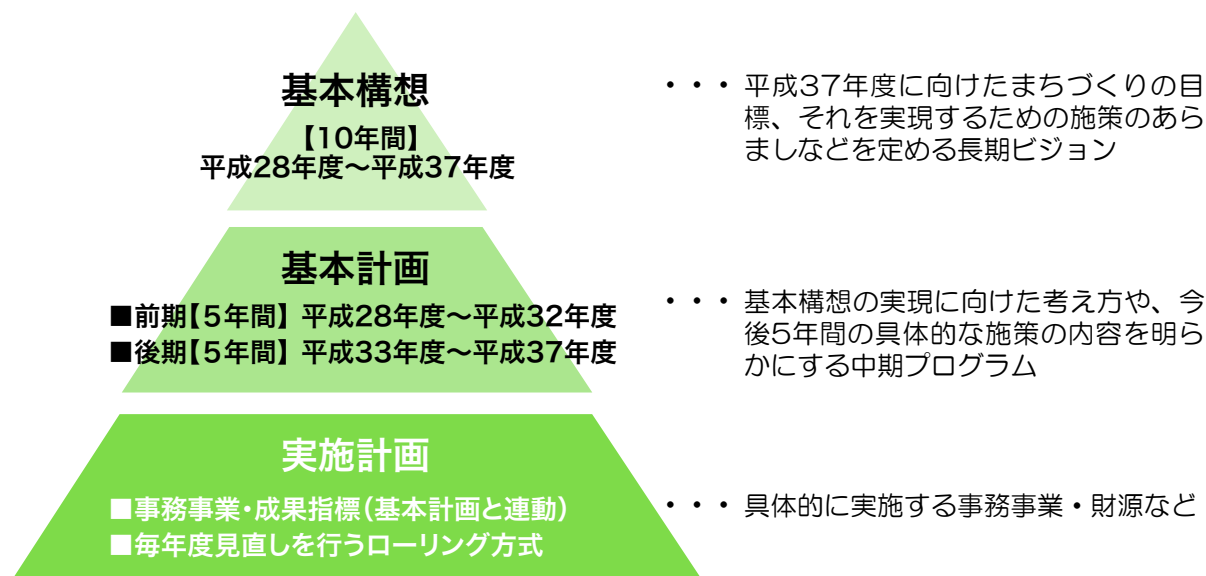 基本構想
【10年間】
平成28年度～平成37年度
・・・ 平成37年度に向けたまちづくりの目
標、それを実現するための施策のあら
ましなどを定める長期ビジョン
基本計画
■前期【5年間】平成28年度～平成32年度
■後期【5年間】平成33年度～平成37年度
・・・ 基本構想の実現に向けた考え方や、今
後5年間の具体的な施策の内容を明ら
かにする中期プログラム
実施計画
■事務事業・成果指標（基本計画と連動）
■毎年度見直しを行うローリング方式
・・・ 具体的に実施する事務事業・財源など